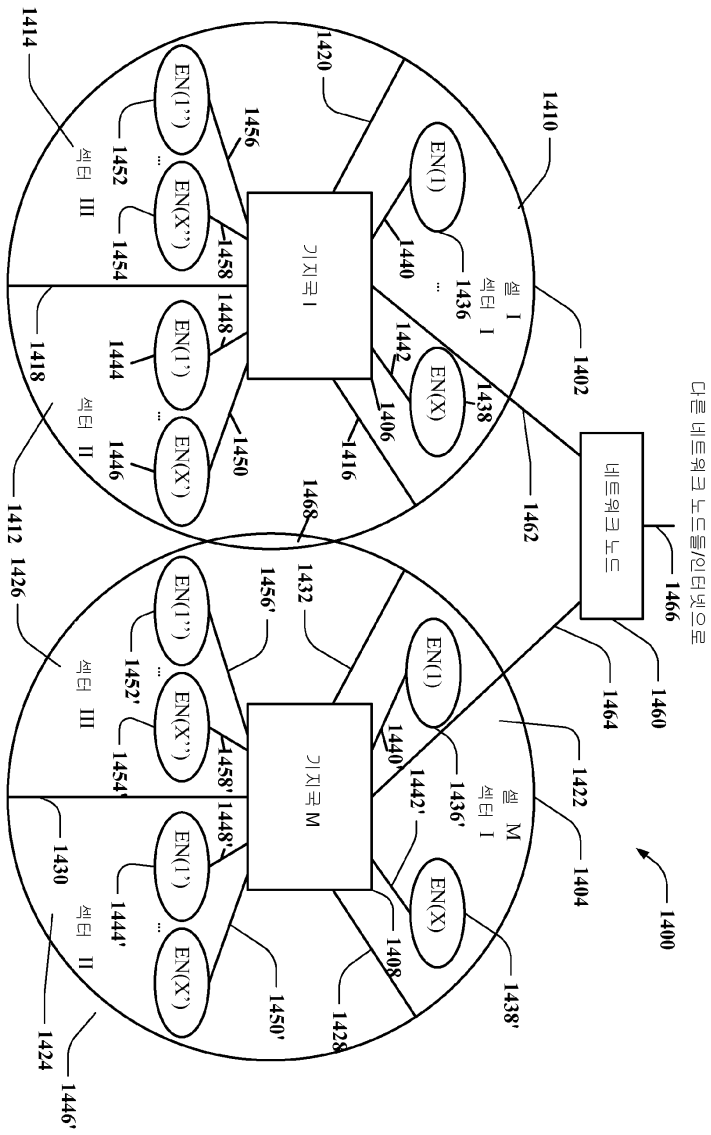 다른 네트워크 노드들/인터넷으로
1466
네트워크 노드
1460
1462
1464
1400
1402
셀 I
섹터 I
1410
1436
...
EN(1)
1440
EN(X)
1438
1442
1406
1416
1420
기지국 I
1456
1458
EN(1'')
...
EN(X'')
1452
1454
섹터 III
1414
1448
1450
EN(1')
...
EN(X')
1444
1446
섹터 II
1418
1412
1468
1404
셀 M
섹터 I
1422
1436'
EN(1)
1440'
EN(X)
1438'
1442'
1408
1428
1432
기지국 M
1456'
1458'
EN(1'')
...
EN(X'')
1452'
1454'
섹터 III
1426
1448'
1450'
EN(1')
...
EN(X')
1444'
1446'
섹터 II
1430
1424